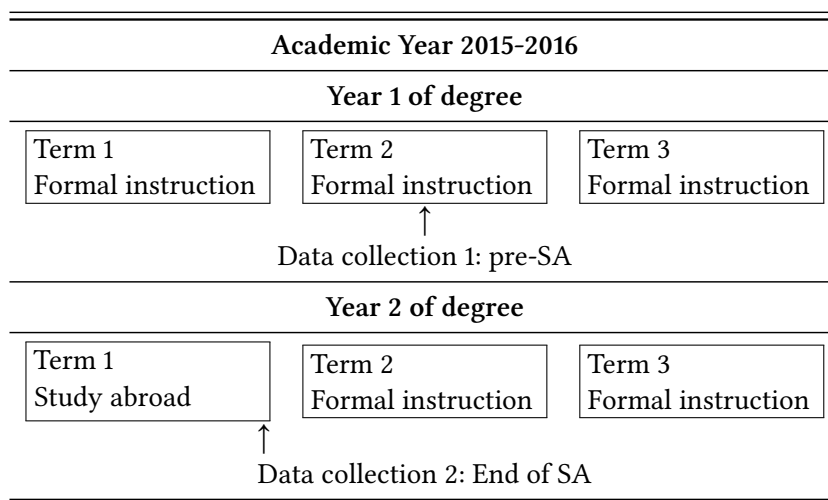 Academic Year 2015-2016
Year 1 of degree
Term 1
Formal instruction
Term 2
Formal instruction
Term 3
Formal instruction
↑
Data collection 1: pre-SA
Year 2 of degree
Term 1
Study abroad
Term 2
Formal instruction
Term 3
Formal instruction
↑
Data collection 2: End of SA